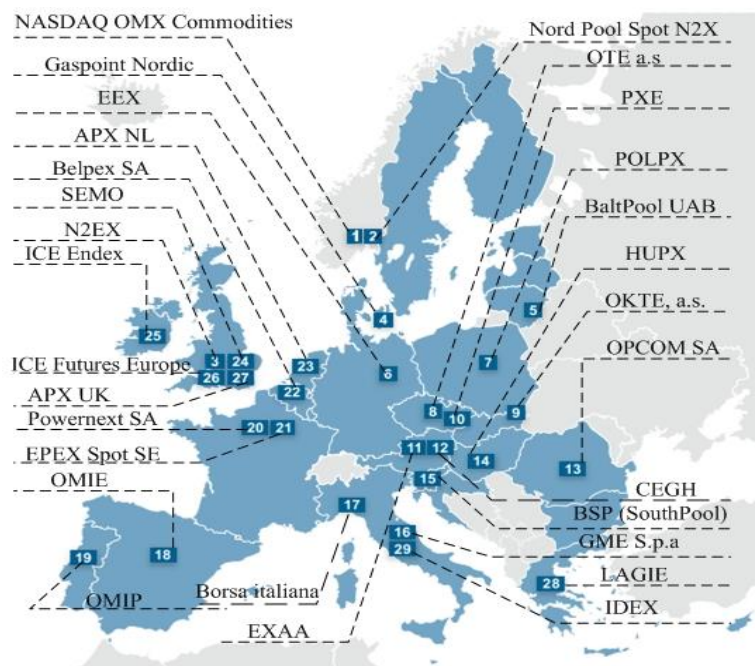 NASDAQ OMX Commodities
Gaspoint Nordic
EEX
APX NL
Belpex SA
SEMO
N2EX
ICE Endex
ICE Futures Europe
APX UK
Powernext SA
EPEX Spot SE
OMIE
OMIP
Borsa italiana
EXAA
Nord Pool Spot N2X
OTE a.s
PXE
POLPX
BaltPool UAB
HUPX
OKTE, a.s.
OPCOM SA
CEGH
BSP (SouthPool)
GME S.p.a
LAGIE
IDEX
1 2
4
5
25
3 24
26 27
23
22
6
7
8
10
9
20 21
11 12
14
13
15
17
16
29
19
18
28